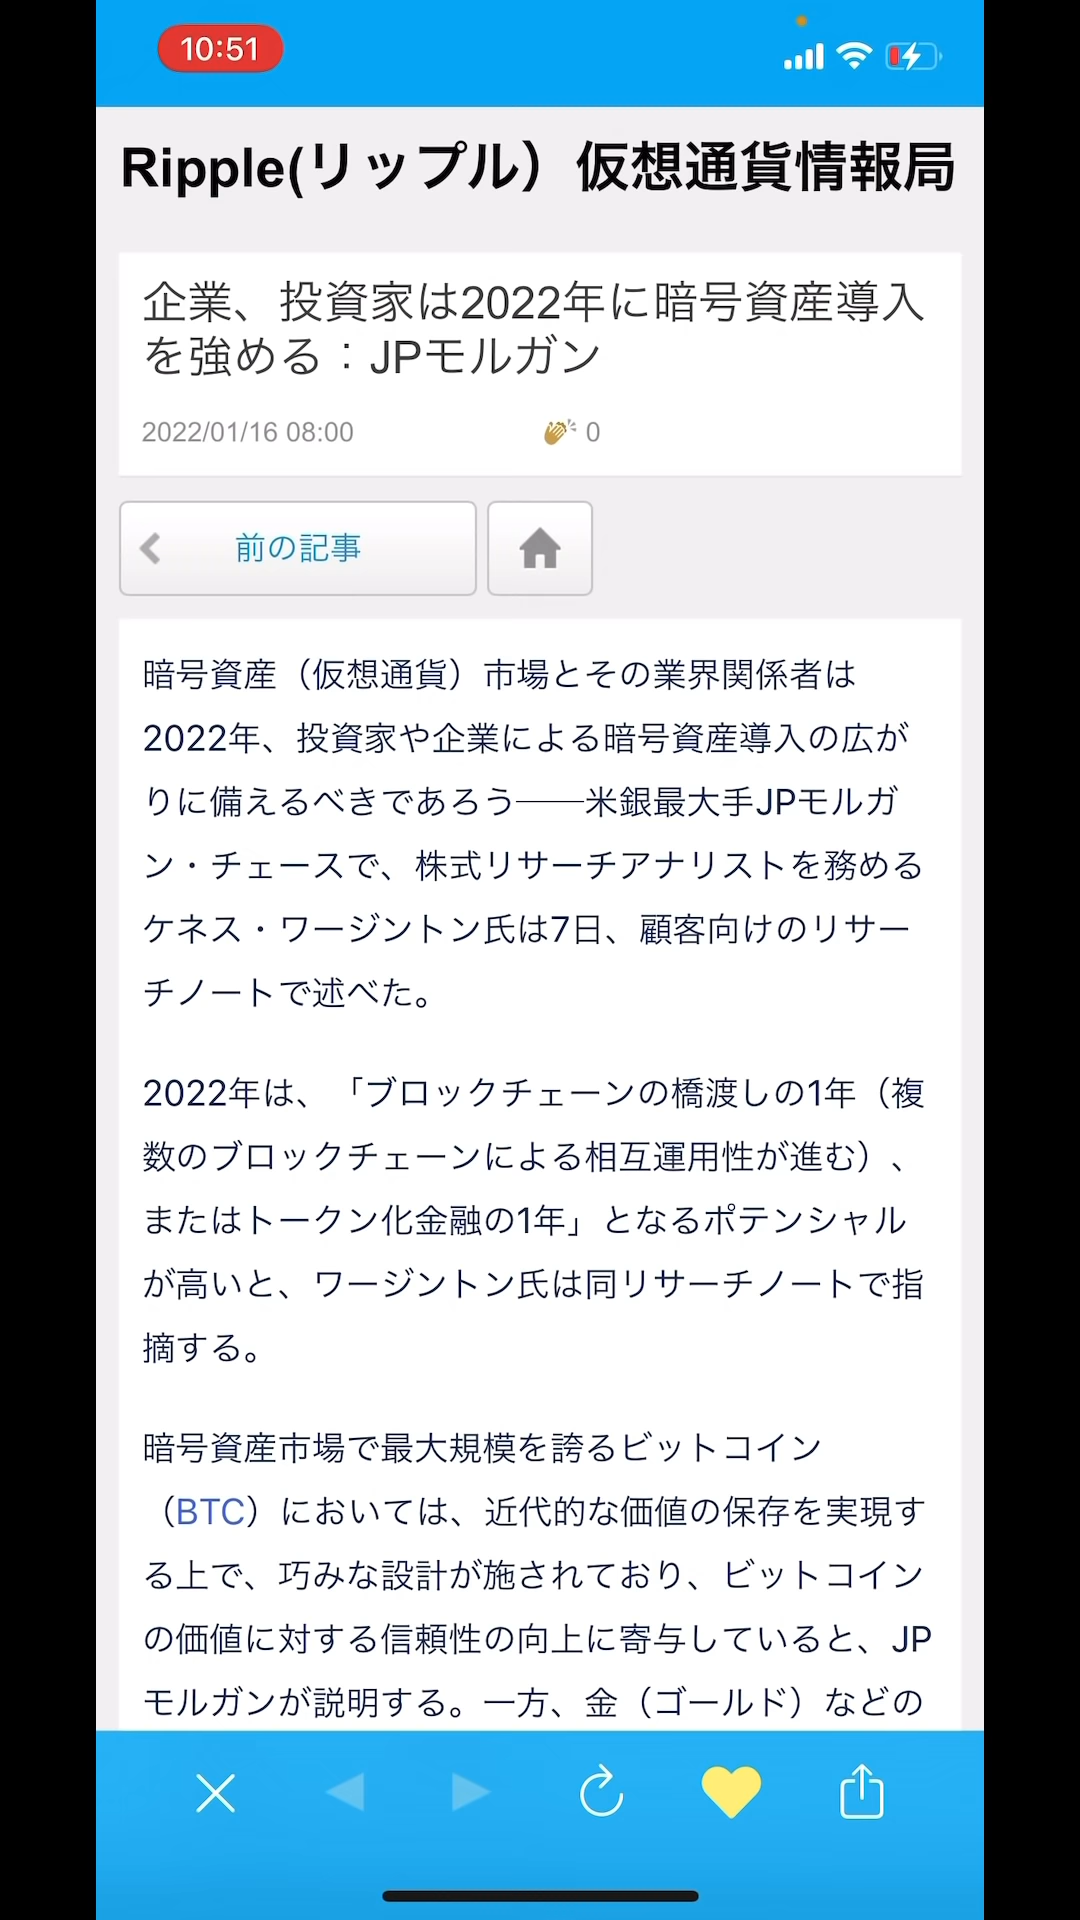 10:51
Ripple(リップル）仮想通貨情報局
企業、投資家は2022年に暗号資産導入
を強める：JPモルガン
2022/01/16 08:00 0
前の記事
暗号資産（仮想通貨）市場とその業界関係者は
2022年、投資家や企業による暗号資産導入の広が
りに備えるべきであろう──米銀最大手JPモルガ
ン・チェースで、株式リサーチアナリストを務める
ケネス・ワージントン氏は7日、顧客向けのリサー
チノートで述べた。
2022年は、「ブロックチェーンの橋渡しの1年（複
数のブロックチェーンによる相互運用性が進む）、
またはトークン化金融の1年」となるポテンシャル
が高いと、ワージントン氏は同リサーチノートで指
摘する。
暗号資産市場で最大規模を誇るビットコイン
（BTC）においては、近代的な価値の保存を実現す
る上で、巧みな設計が施されており、ビットコイン
の価値に対する信頼性の向上に寄与していると、JP
モルガンが説明する。一方、金（ゴールド）などの